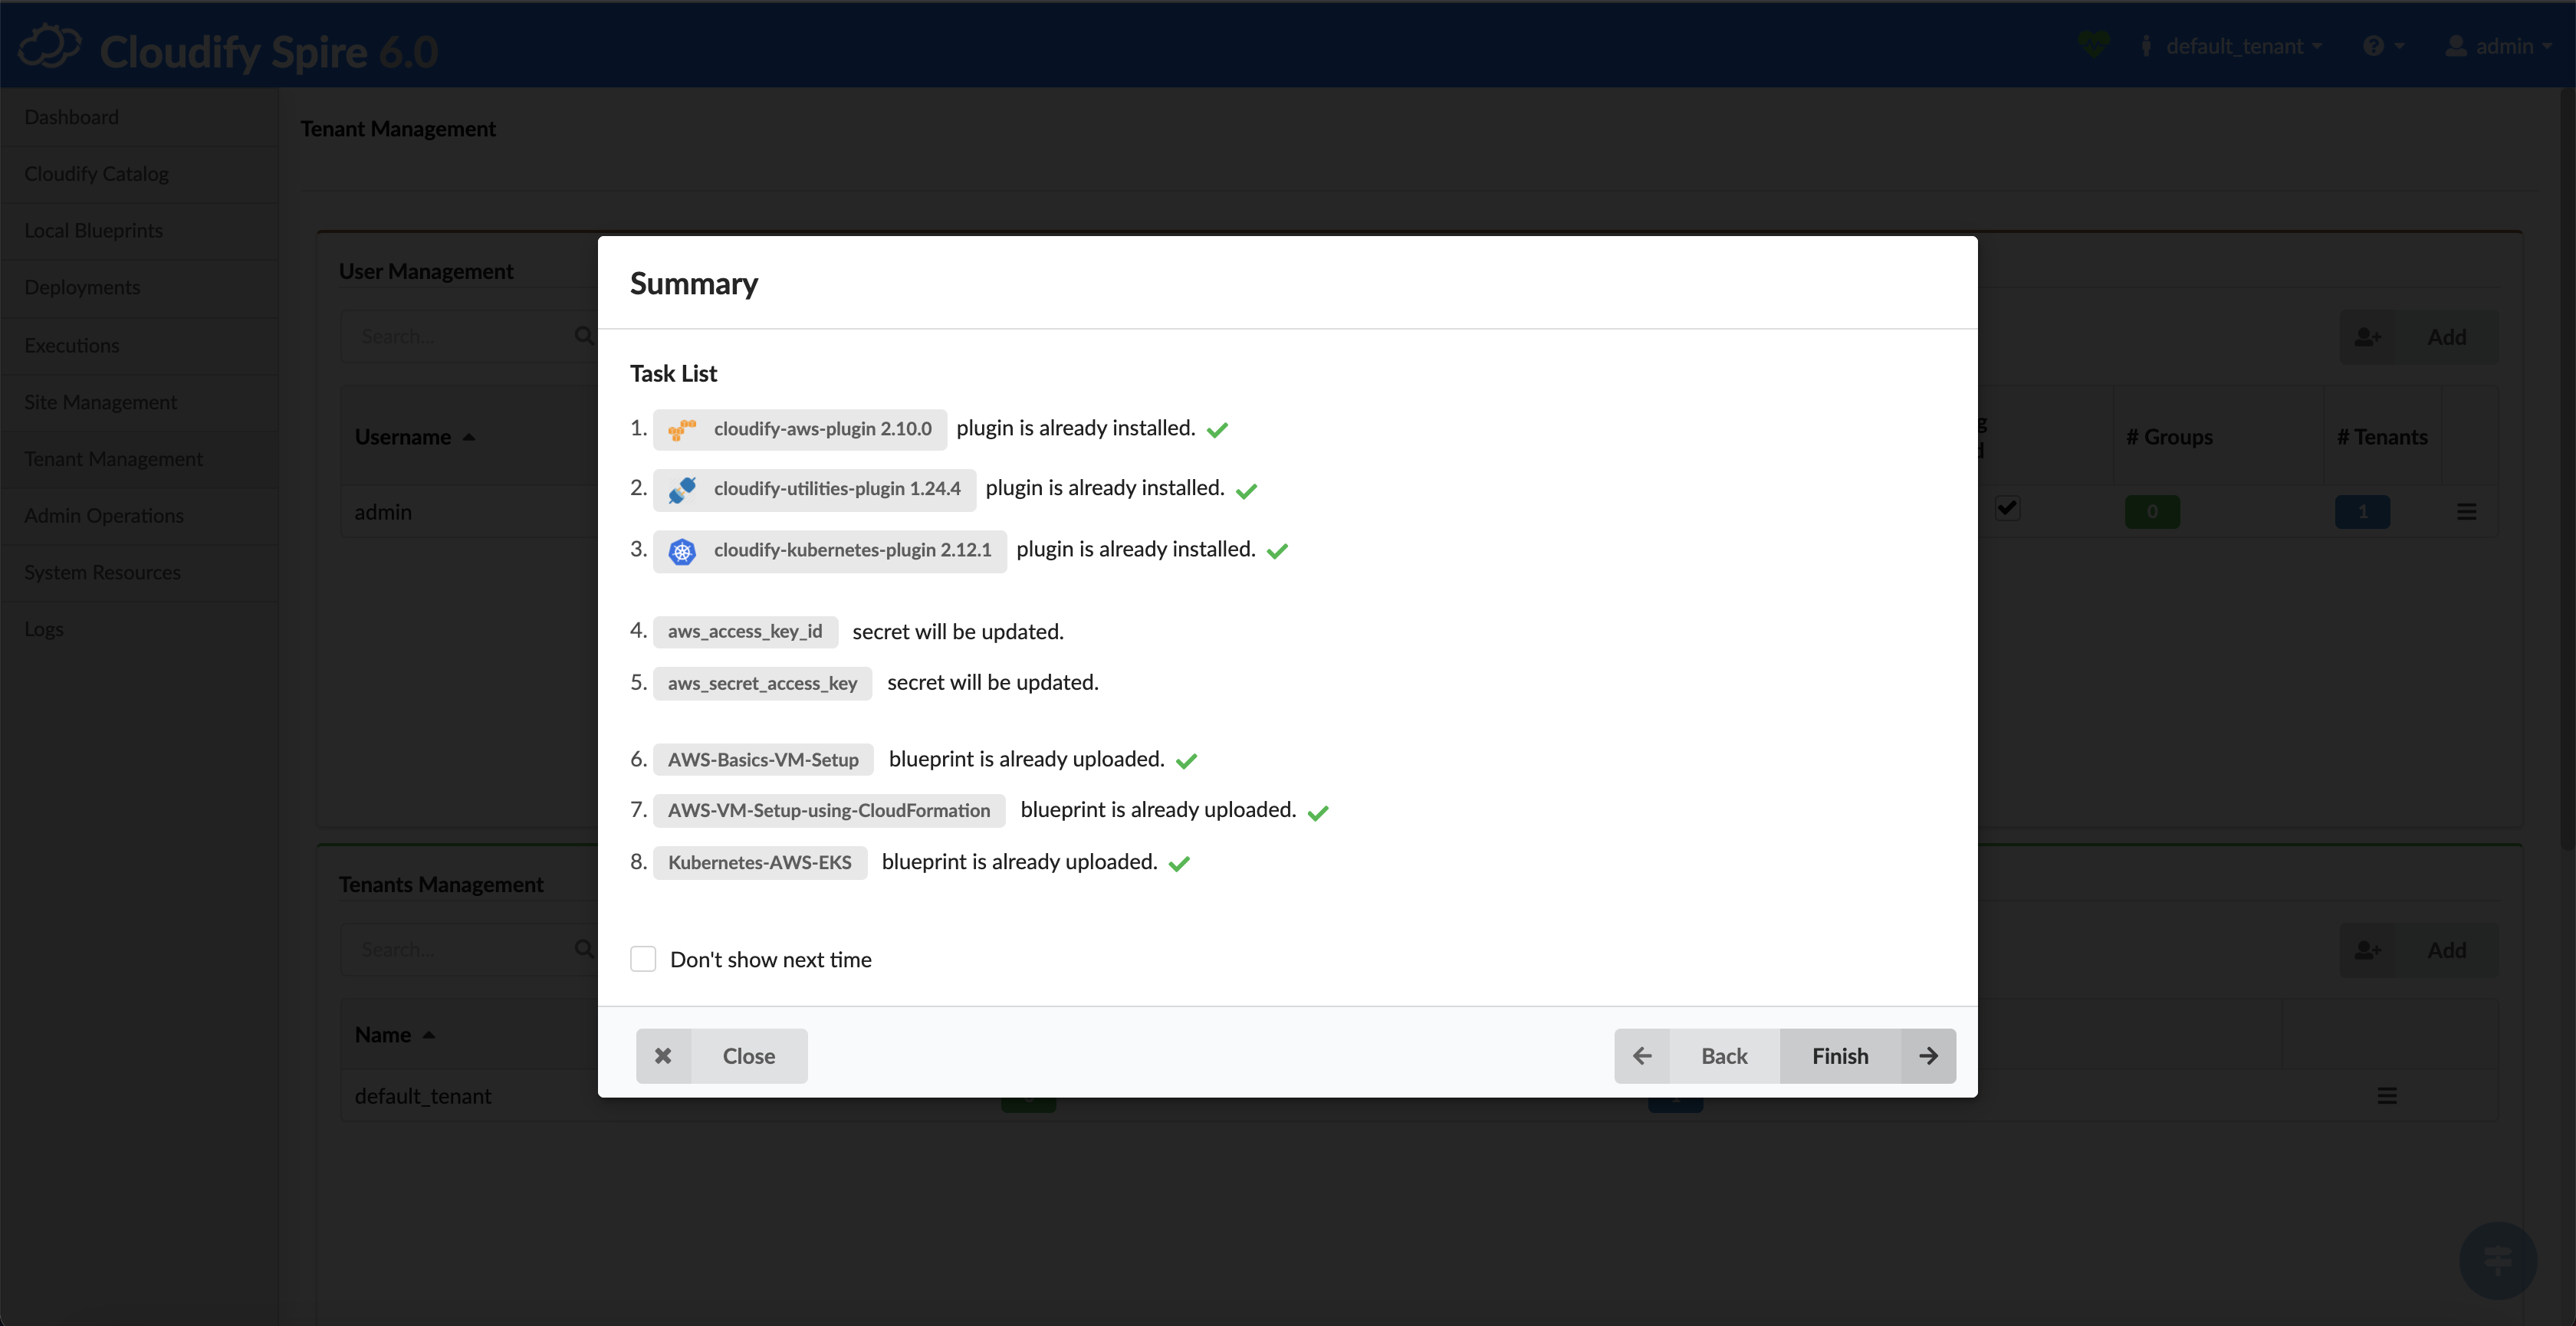 Cloudify Spire 6.0
default_tenant
admin
Dashboard
Cloudify Catalog
Local Blueprints
Deployments
Executions
Site Management
Tenant Management
Admin Operations
System Resources
Logs
Tenant Management
User Management
Search...
Add
Username
# Groups
# Tenants
admin
0
1
Summary
Task List
1. cloudify-aws-plugin 2.10.0 plugin is already installed.
2. cloudify-utilities-plugin 1.24.4 plugin is already installed.
3. cloudify-kubernetes-plugin 2.12.1 plugin is already installed.
4. aws_access_key_id secret will be updated.
5. aws_secret_access_key secret will be updated.
6. AWS-Basics-VM-Setup blueprint is already uploaded.
7. AWS-VM-Setup-using-CloudFormation blueprint is already uploaded.
8. Kubernetes-AWS-EKS blueprint is already uploaded.
Don't show next time
Close
Back
Finish
Tenants Management
Search...
Add
Name
default_tenant